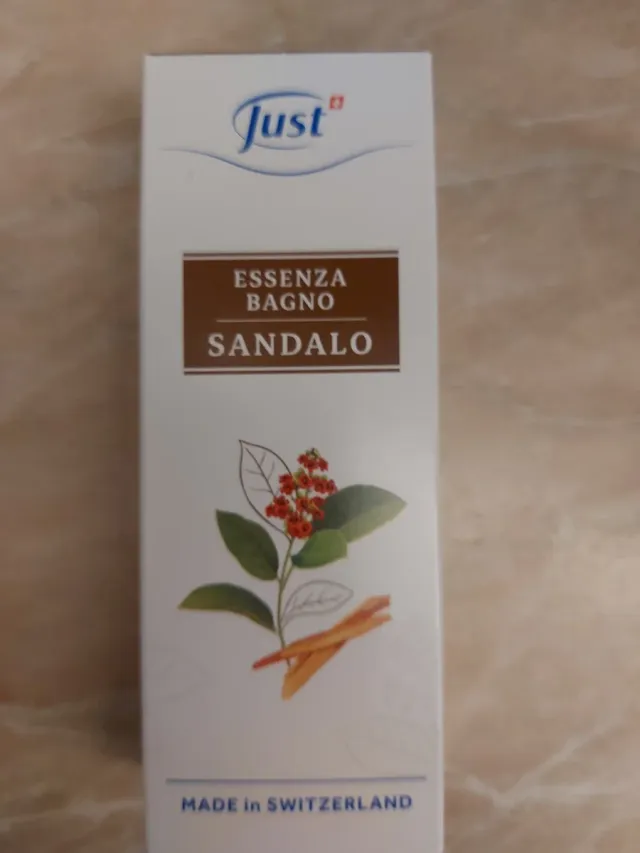 Just
ESSENZA
BAGNO
SANDALO
MADE in SWITZERLAND